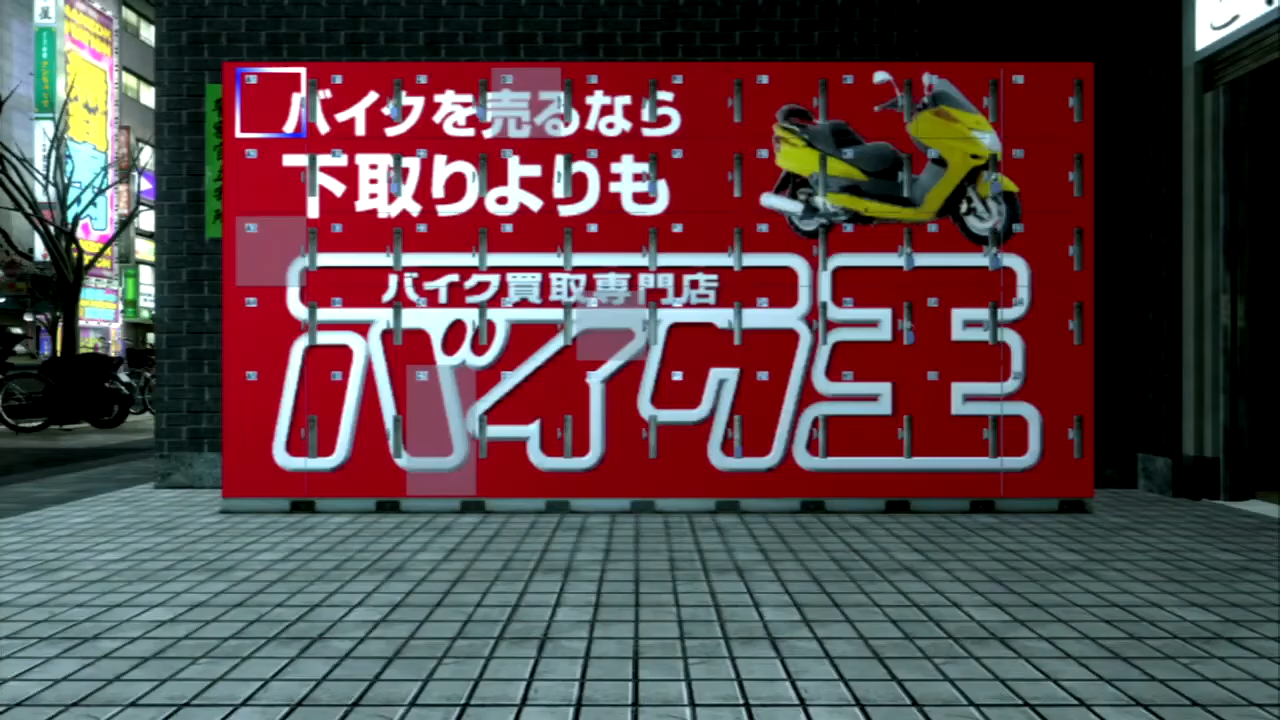 バイクを売るなら
下取りよりも
バイク買取専門店
バイク王